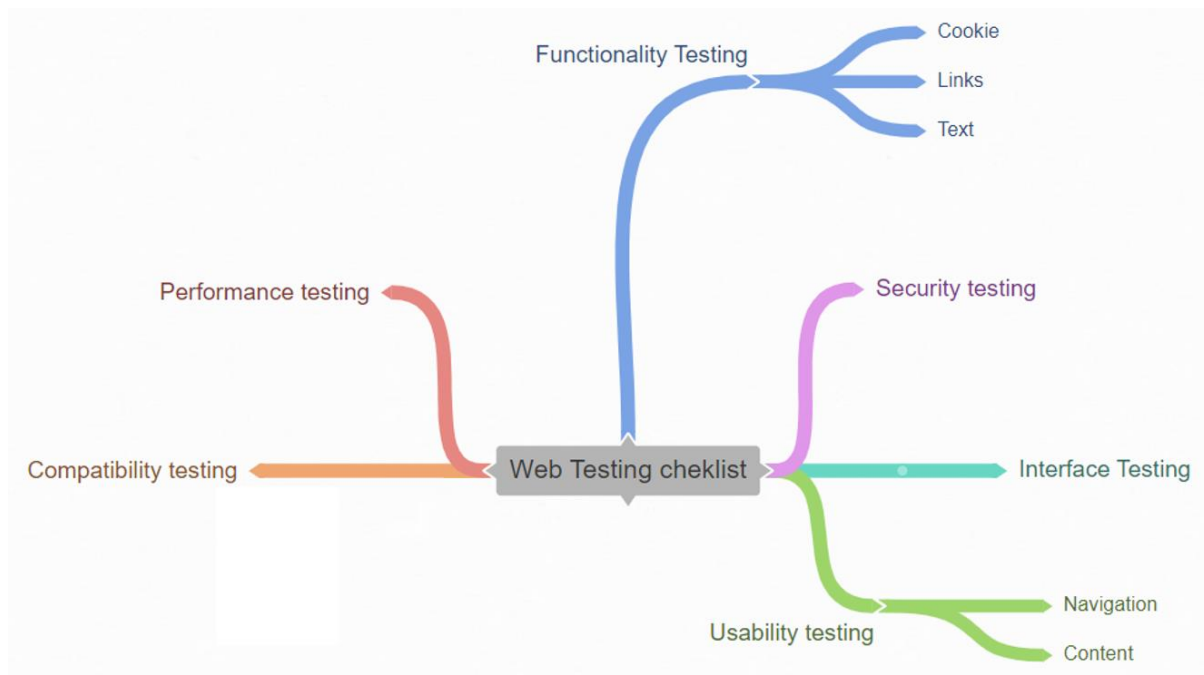 Cookie
Functionality Testing
Links
Text
Performance testing
Security testing
Web Testing cheklist
Compatibility testing
Interface Testing
Navigation
Usability testing
Content